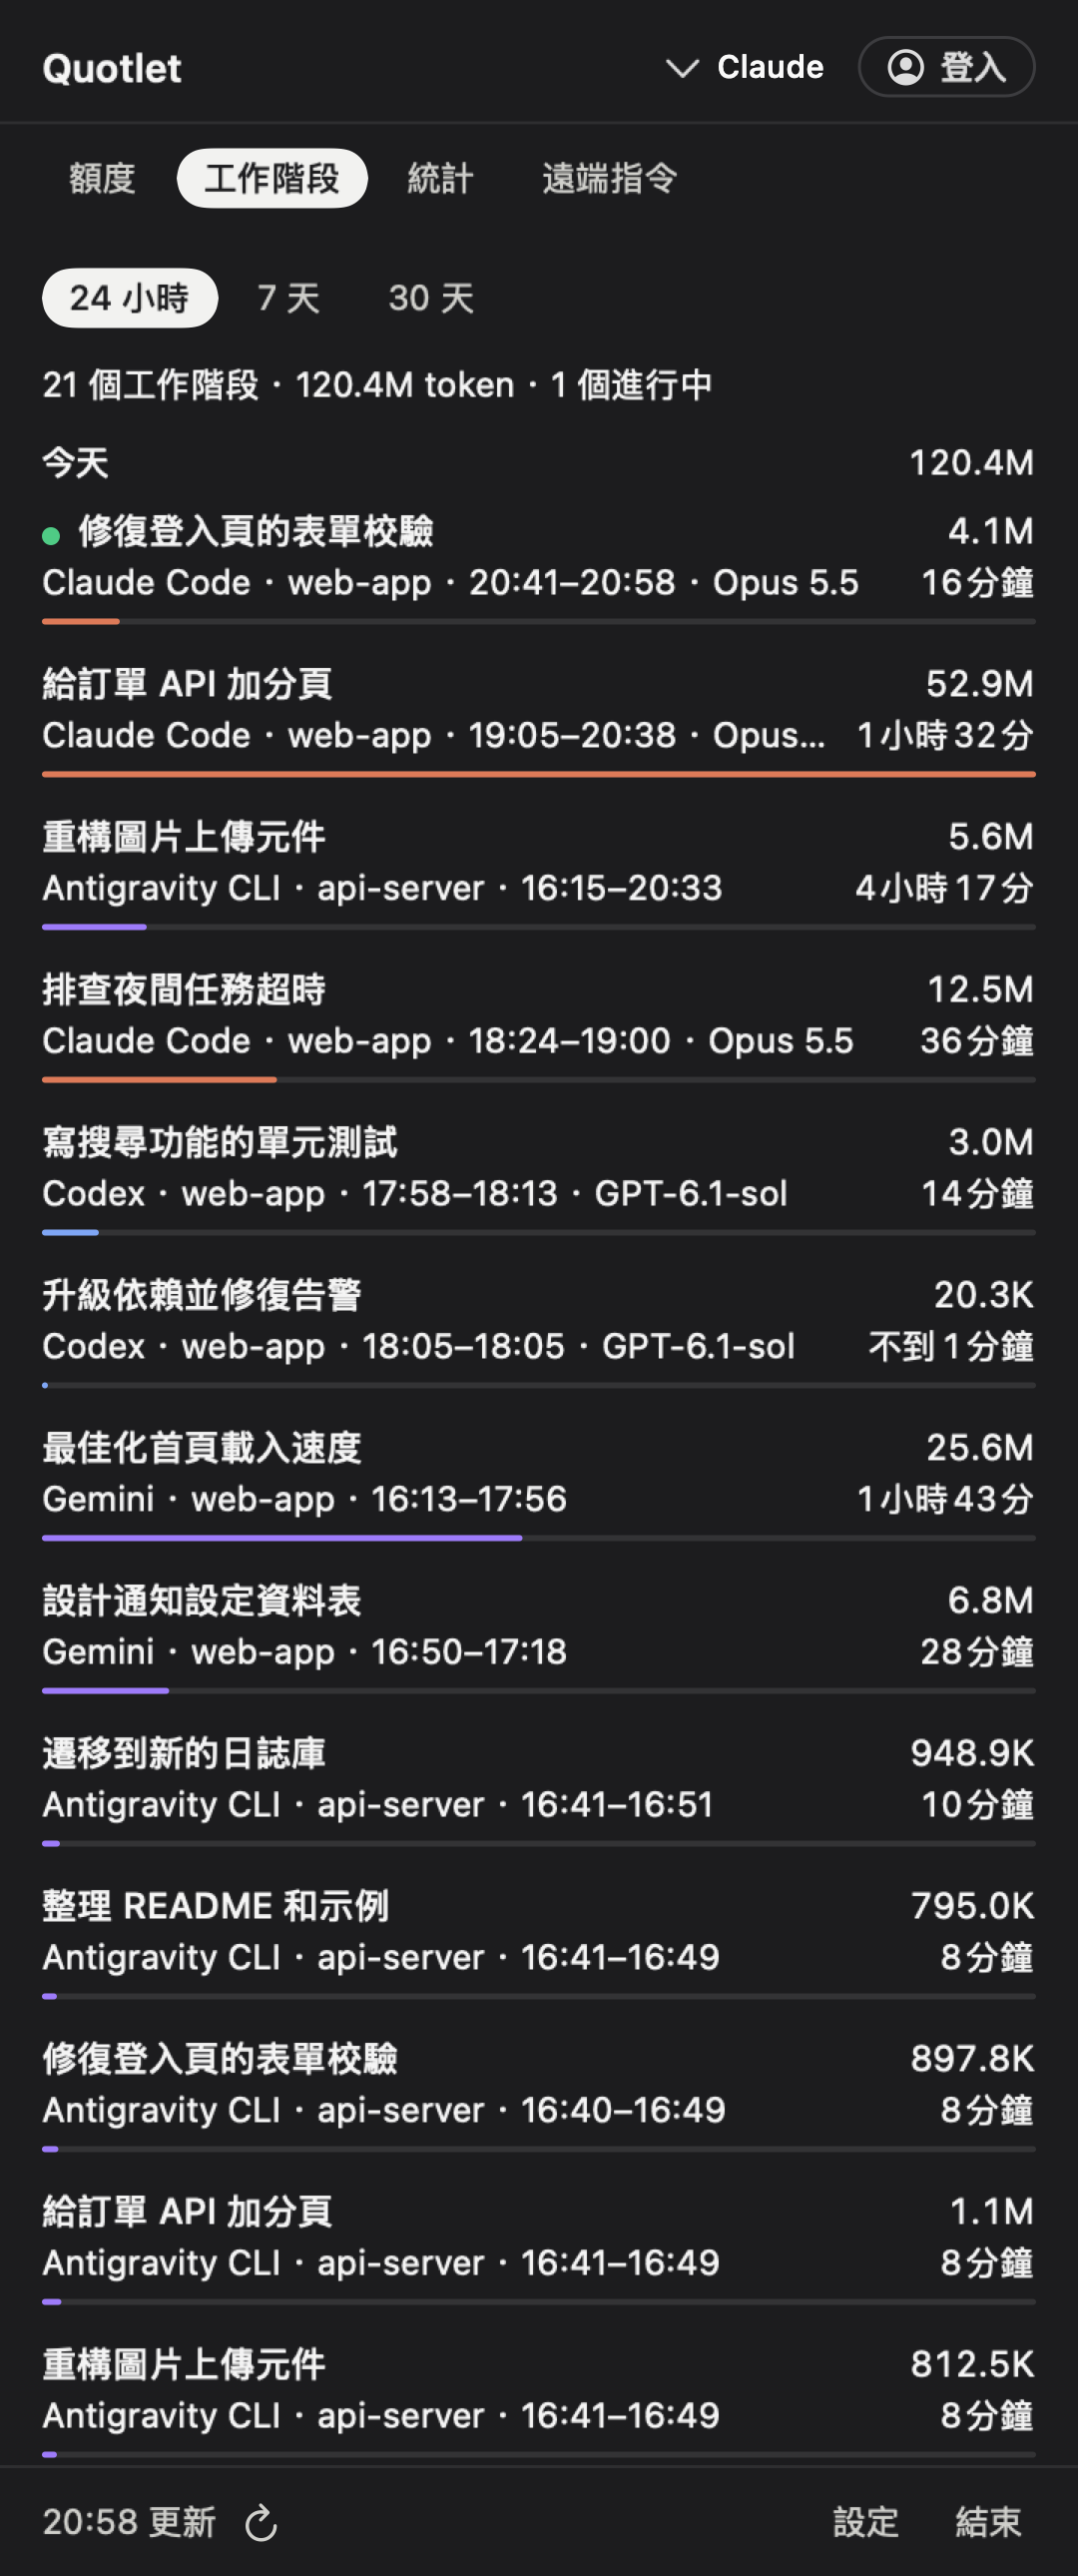 Quotlet
Claude
登入
額度 工作階段 統計 遠端指令
24 小時 7 天 30 天
21 個工作階段 · 120.4M token · 1 個進行中
今天 120.4M
修復登入頁的表單校驗 4.1M
Claude Code · web-app · 20:41–20:58 · Opus 5.5 16分鐘
給訂單 API 加分頁 52.9M
Claude Code · web-app · 19:05–20:38 · Opus... 1小時32分
重構圖片上傳元件 5.6M
Antigravity CLI · api-server · 16:15–20:33 4小時17分
排查夜間任務超時 12.5M
Claude Code · web-app · 18:24–19:00 · Opus 5.5 36分鐘
寫搜尋功能的單元測試 3.0M
Codex · web-app · 17:58–18:13 · GPT-6.1-sol 14分鐘
升級依賴並修復告警 20.3K
Codex · web-app · 18:05–18:05 · GPT-6.1-sol 不到1分鐘
最佳化首頁載入速度 25.6M
Gemini · web-app · 16:13–17:56 1小時43分
設計通知設定資料表 6.8M
Gemini · web-app · 16:50–17:18 28分鐘
遷移到新的日誌庫 948.9K
Antigravity CLI · api-server · 16:41–16:51 10分鐘
整理 README 和示例 795.0K
Antigravity CLI · api-server · 16:41–16:49 8分鐘
修復登入頁的表單校驗 897.8K
Antigravity CLI · api-server · 16:40–16:49 8分鐘
給訂單 API 加分頁 1.1M
Antigravity CLI · api-server · 16:41–16:49 8分鐘
重構圖片上傳元件 812.5K
Antigravity CLI · api-server · 16:41–16:49 8分鐘
20:58 更新 設定 結束